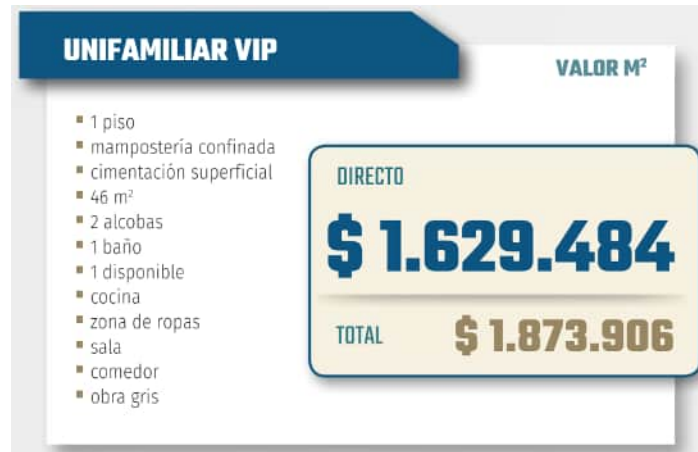 UNIFAMILIAR VIP
VALOR M²
▪ 1 piso
▪ mampostería confinada
▪ cimentación superficial
▪ 46 m²
▪ 2 alcobas
▪ 1 baño
▪ 1 disponible
▪ cocina
▪ zona de ropas
▪ sala
▪ comedor
▪ obra gris
DIRECTO
$ 1.629.484
TOTAL $ 1.873.906